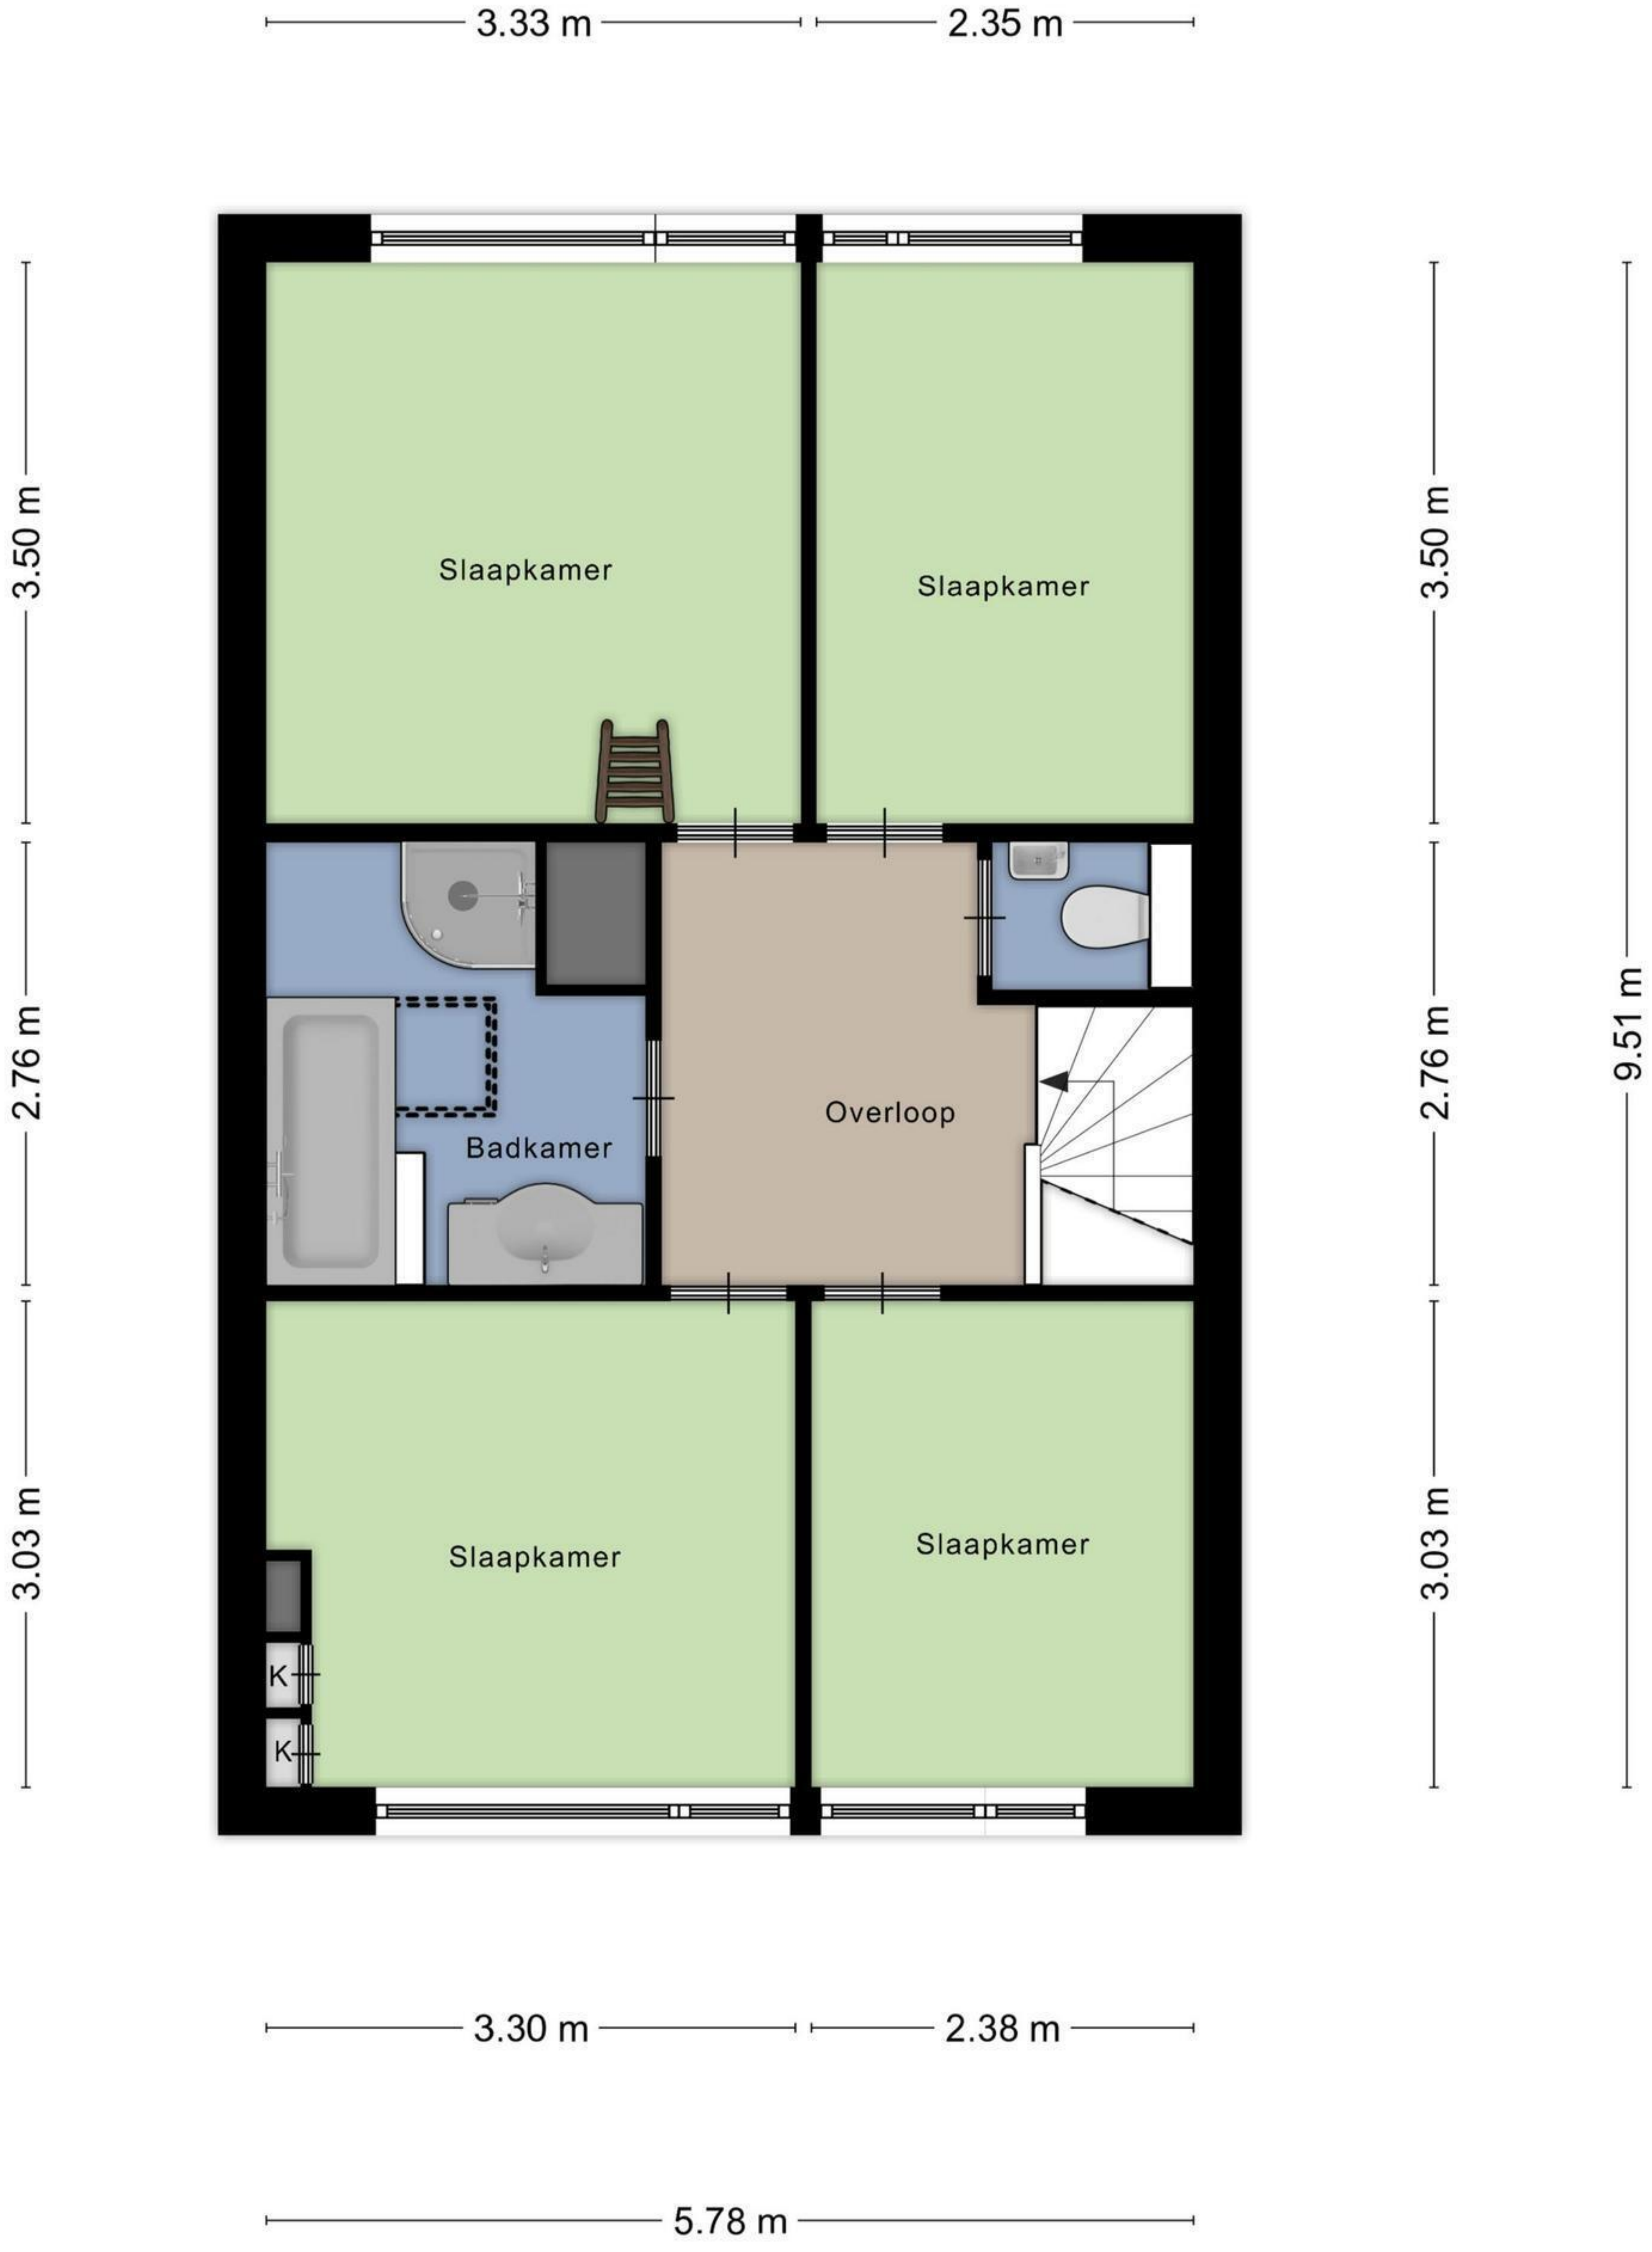 3.33 m
2.35 m
3.50 m
3.50 m
Slaapkamer
Slaapkamer
2.76 m
2.76 m
9.51 m
Overloop
Badkamer
3.03 m
3.03 m
Slaapkamer
Slaapkamer
K
K
3.30 m
2.38 m
5.78 m